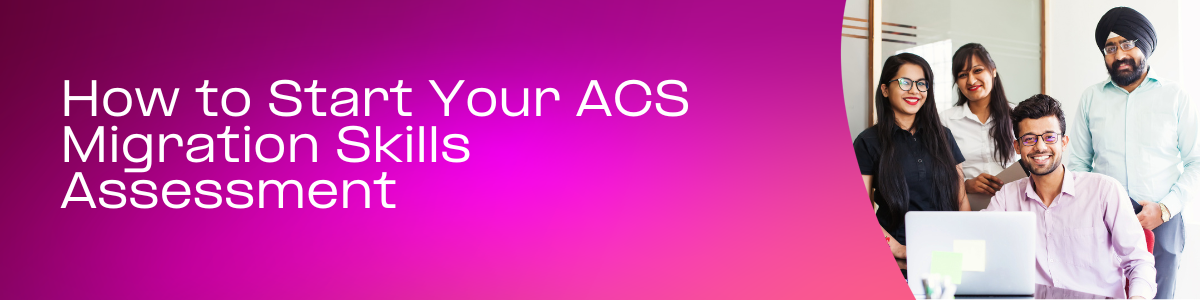 How to Start Your ACS
Migration Skills
Assessment